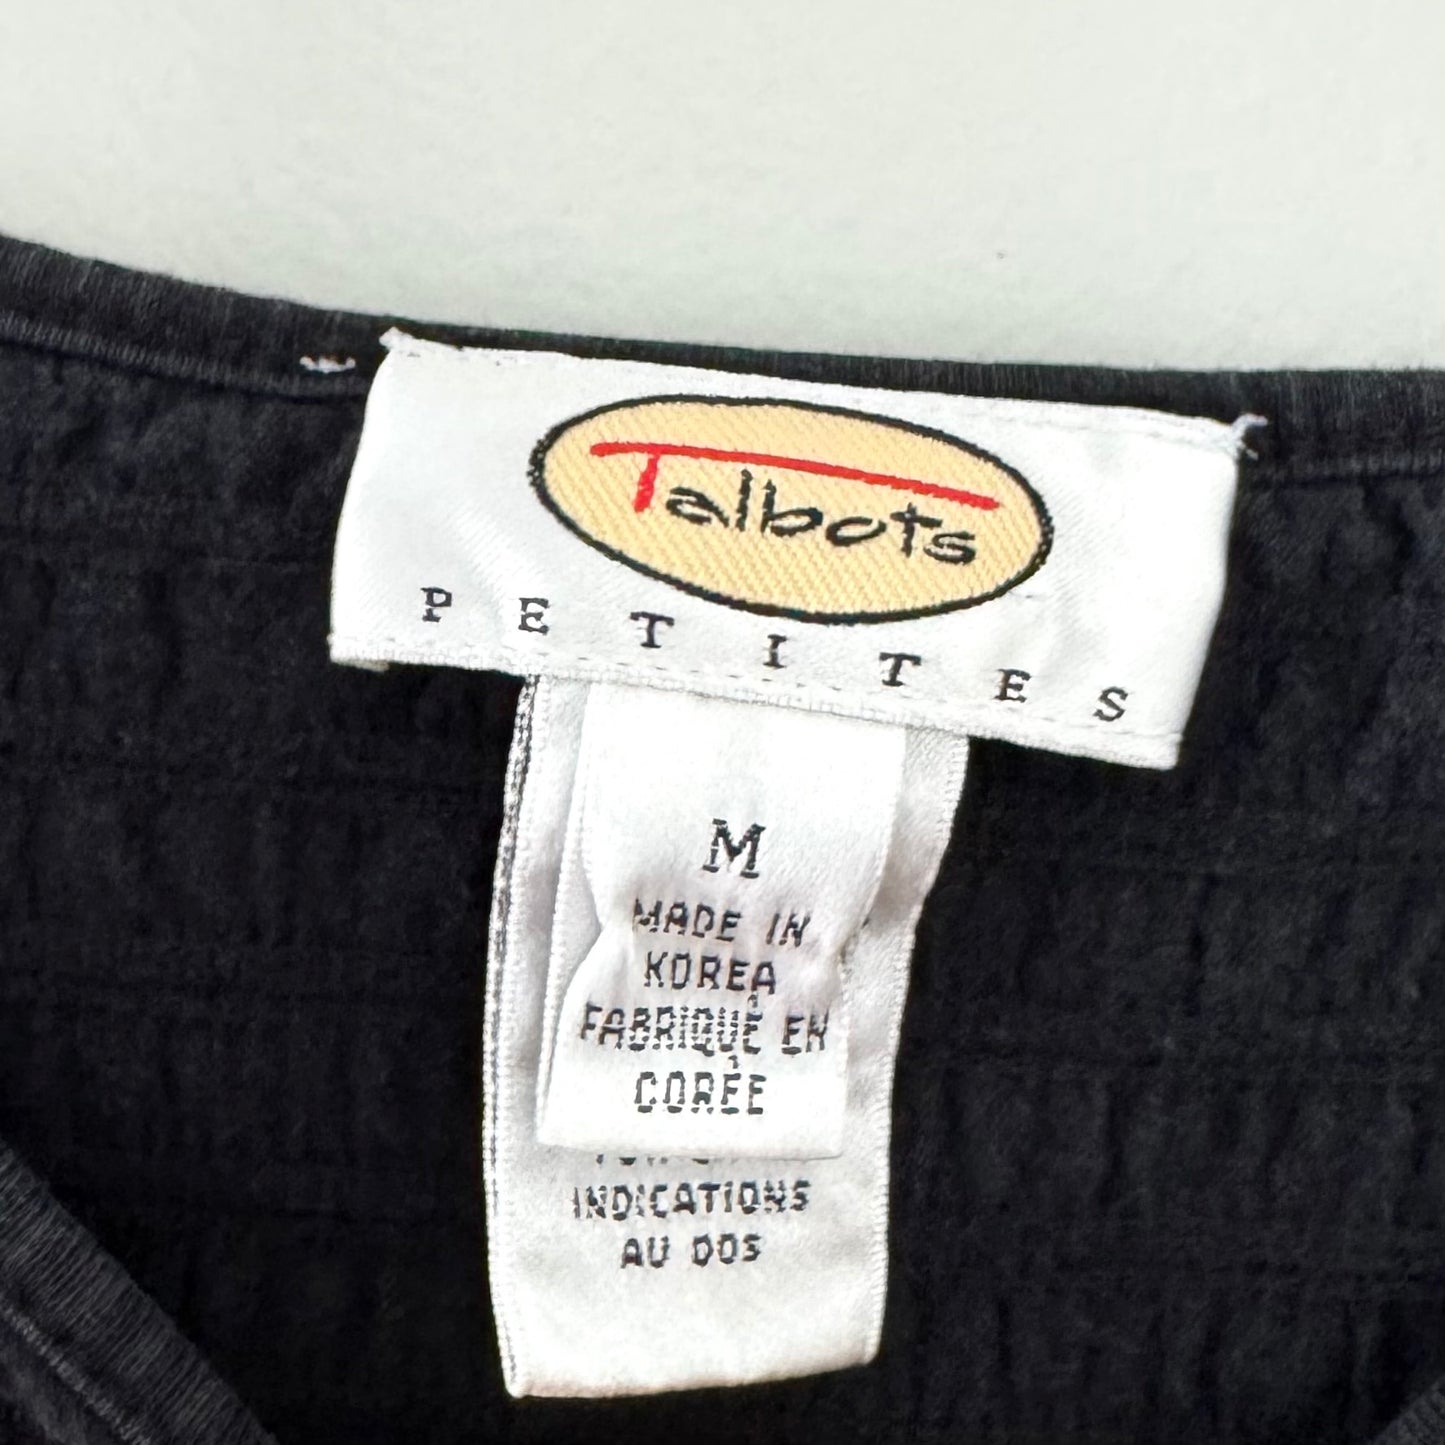 Talbots
PETITES
M
MADE IN
KOREA
FABRIQUÉ EN
CORÉE
INDICATIONS
AU DOS